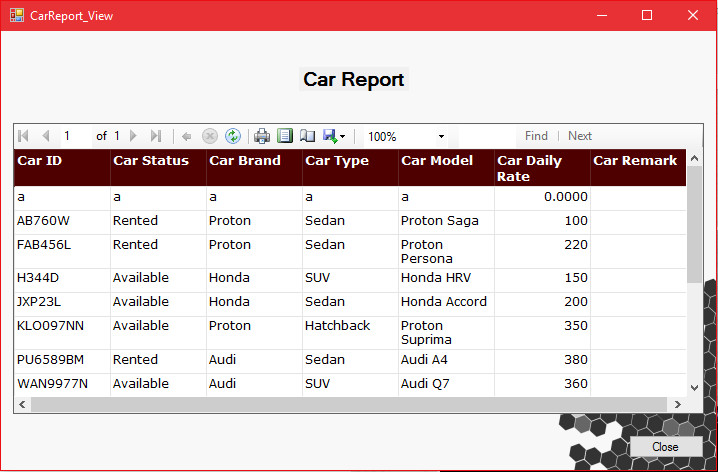 CarReport_View
Car Report
1 of 1 100% Find | Next
Car ID Car Status Car Brand Car Type Car Model Car Daily Rate Car Remark
a a a a a 0.0000
AB760W Rented Proton Sedan Proton Saga 100
FAB456L Rented Proton Sedan Proton Persona 220
H344D Available Honda SUV Honda HRV 150
JXP23L Available Honda Sedan Honda Accord 200
KLO097NN Available Proton Hatchback Proton Suprima 350
PU6589BM Rented Audi Sedan Audi A4 380
WAN9977N Available Audi SUV Audi Q7 360
Close